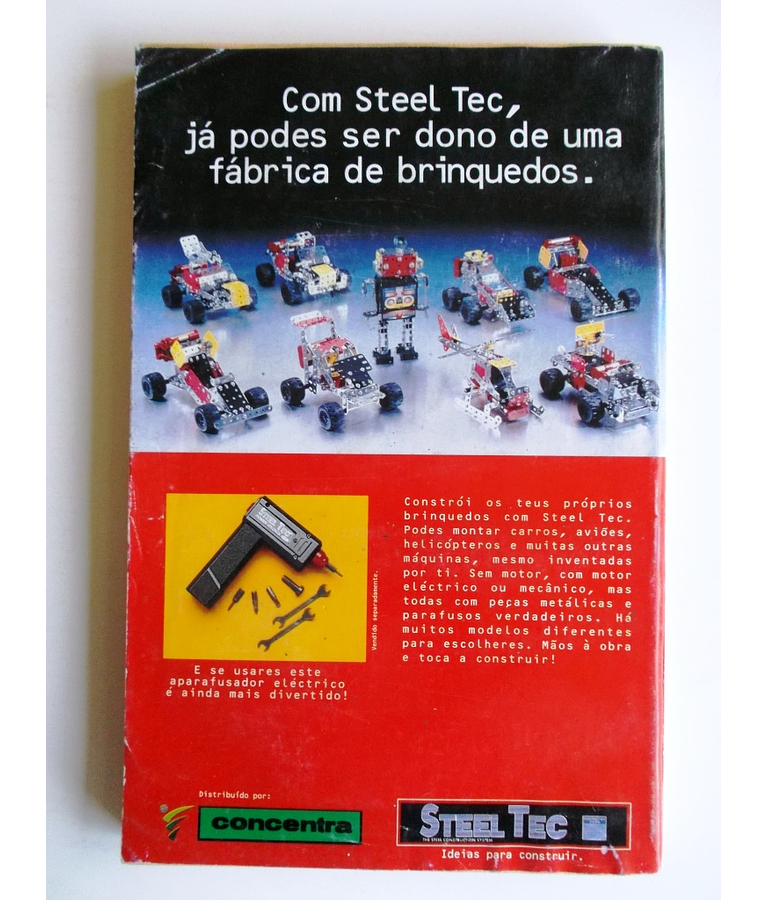 Com Steel Tec,
já podes ser dono de uma
fábrica de brinquedos.
STEEL TEC
Constrói os teus próprios
brinquedos com Steel Tec.
Podes montar carros, aviões,
helicópteros e muitas outras
máquinas, mesmo inventadas
por ti. Sem motor, com motor
eléctrico ou mecânico, mas
todas com peças metálicas e
parafusos verdadeiros. Há
muitos modelos diferentes
para escolheres. Mãos à obra
e toca a construir!
Vendido separadamente.
E se usares este
aparafusador eléctrico
é ainda mais divertido!
Distribuído por:
concentra
STEEL TEC
THE STEEL CONSTRUCTION SYSTEM
Ideias para construir.